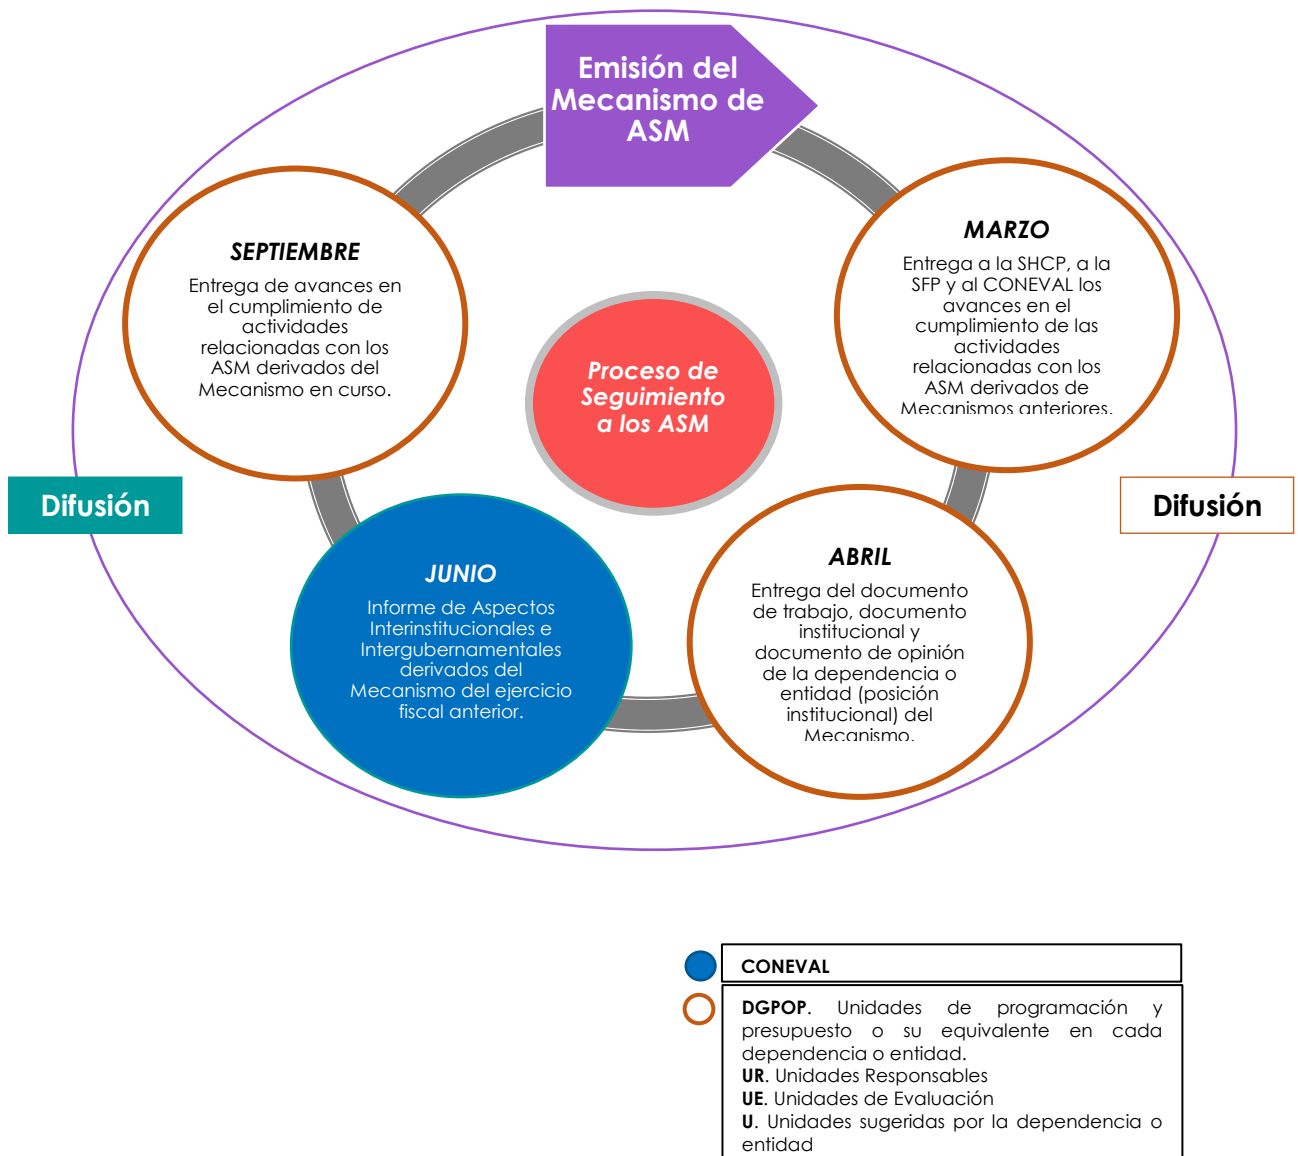 Emisión del
Mecanismo de
ASM
MARZO
Entrega a la SHCP, a la
SFP y al CONEVAL los
avances en el
cumplimiento de las
actividades
relacionadas con los
ASM derivados de
Mecanismos anteriores.
SEPTIEMBRE
Entrega de avances en
el cumplimiento de
actividades
relacionadas con los
ASM derivados del
Mecanismo en curso.
Proceso de
Seguimiento
a los ASM
Difusión
Difusión
ABRIL
Entrega del documento
de trabajo, documento
institucional y
documento de opinión
de la dependencia o
entidad (posición
institucional) del
Mecanismo.
JUNIO
Informe de Aspectos
Interinstitucionales e
Intergubernamentales
derivados del
Mecanismo del ejercicio
fiscal anterior.
CONEVAL
DGPOP. Unidades de programación y
presupuesto o su equivalente en cada
dependencia o entidad.
UR. Unidades Responsables
UE. Unidades de Evaluación
U. Unidades sugeridas por la dependencia o
entidad